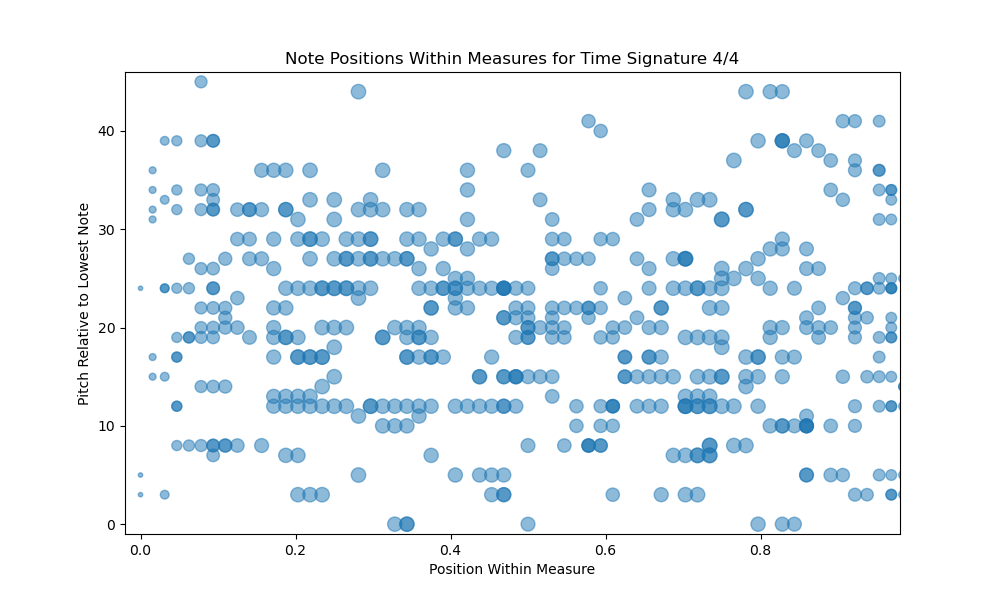 Note Positions Within Measures for Time Signature 4/4
Pitch Relative to Lowest Note
40
30
20
10
0
0.0 0.2 0.4 0.6 0.8
Position Within Measure